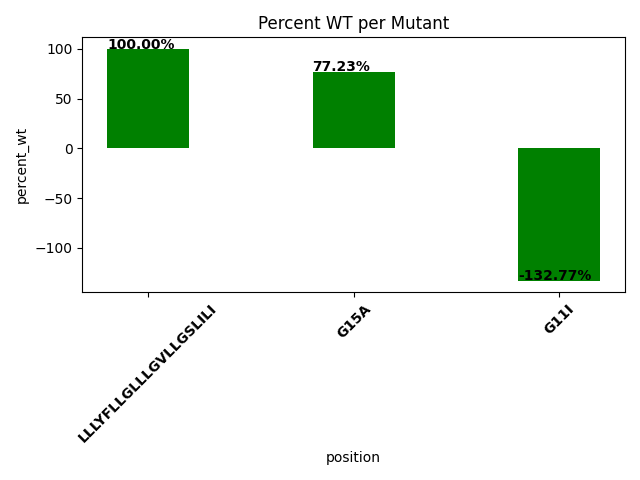 Percent WT per Mutant
100.00%
77.23%
-132.77%
100
50
0
−50
−100
percent_wt
LLLYFLLGLLLGVLLGSLILI
G15A
G11I
position